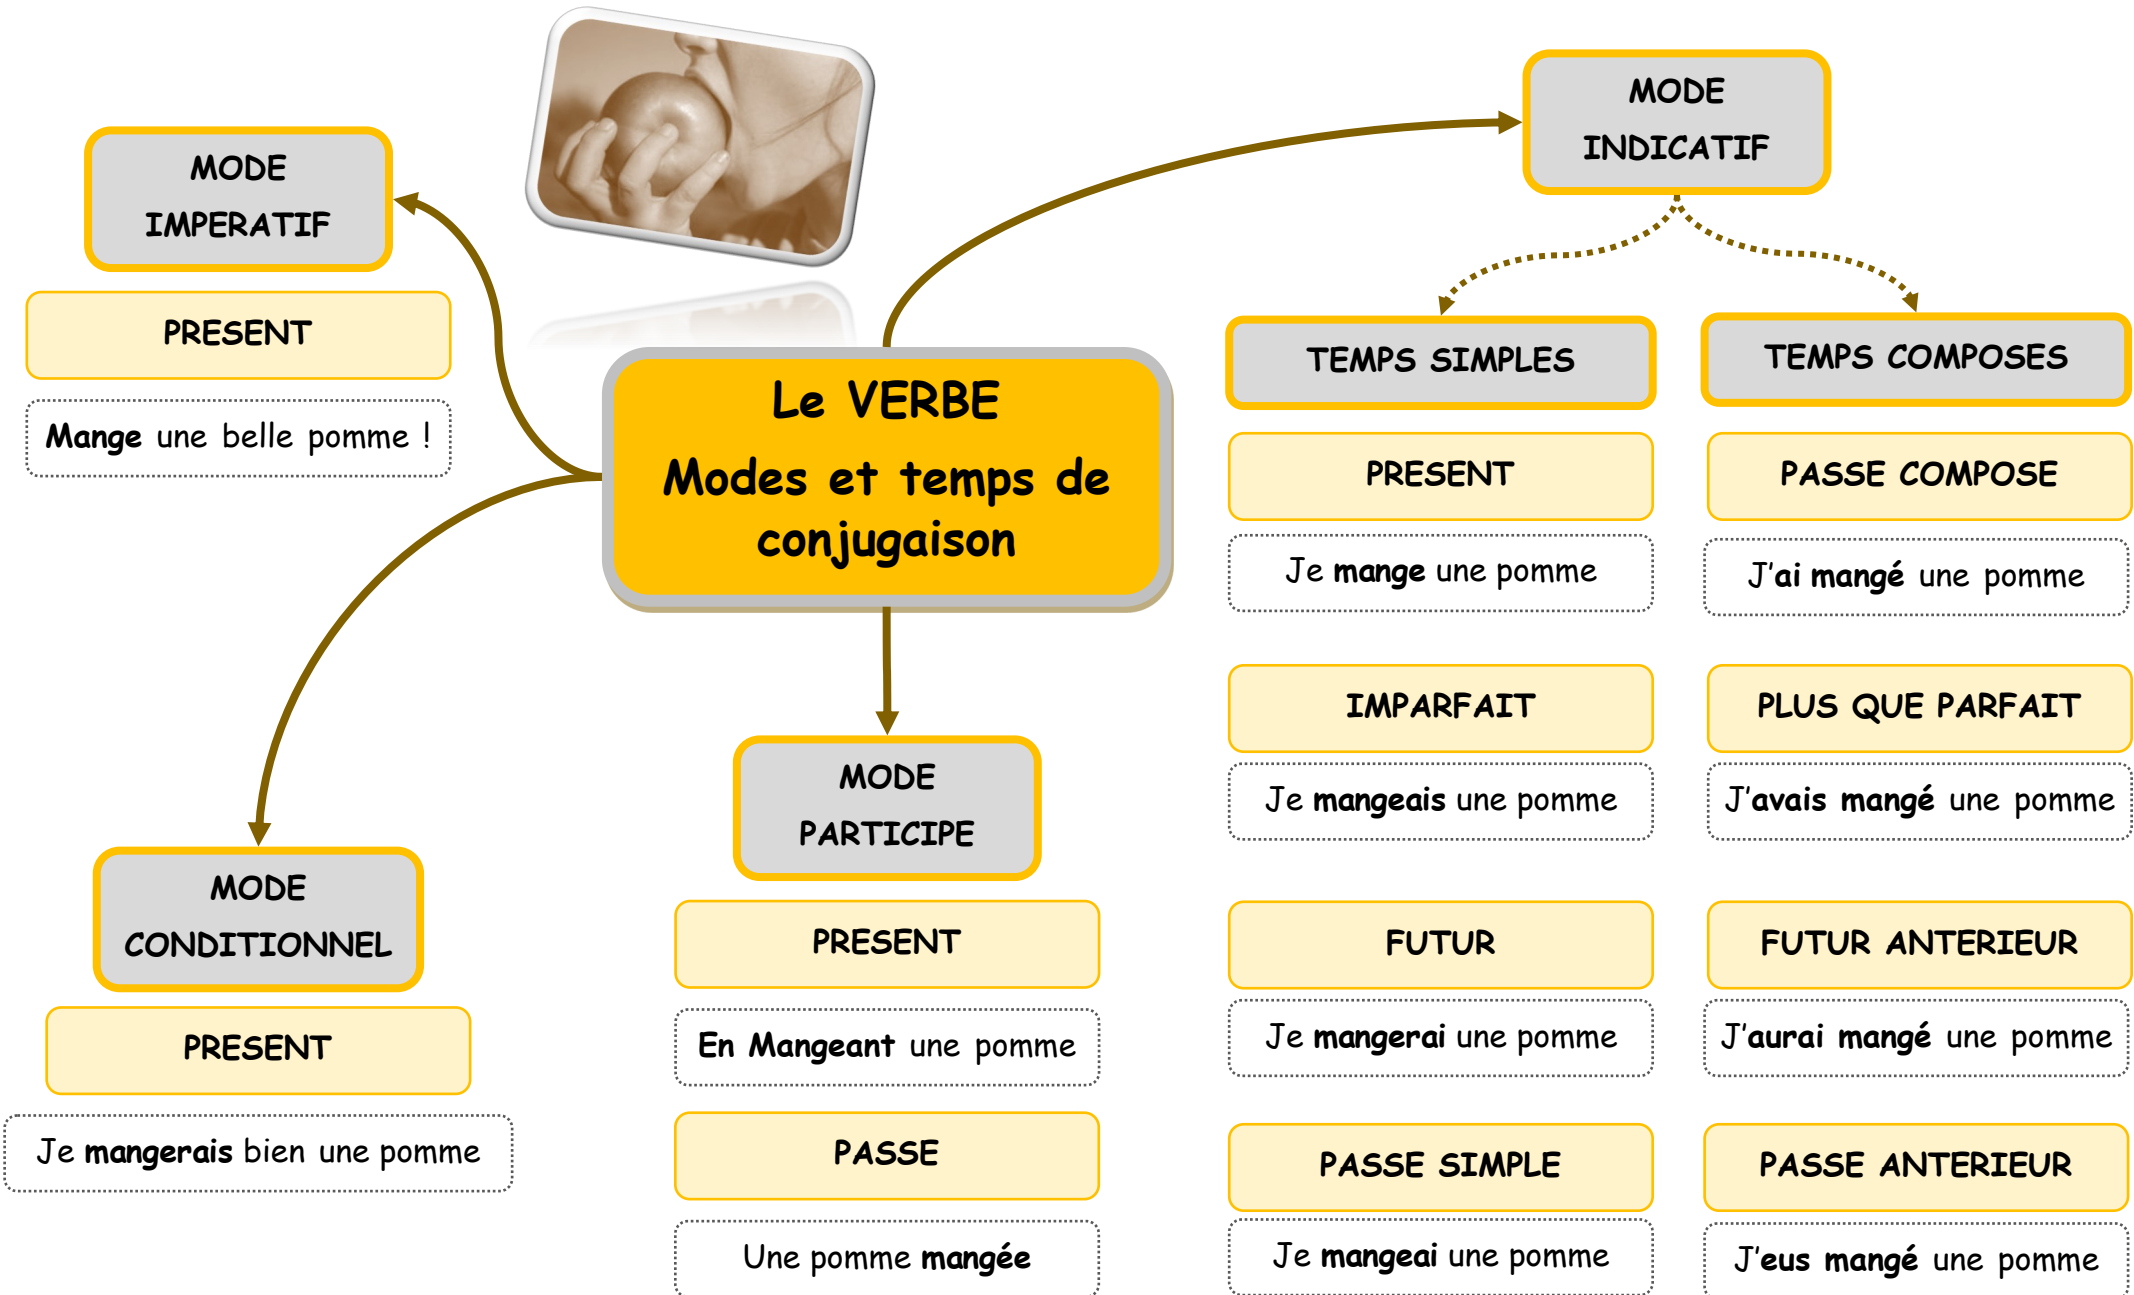 Le VERBE
Modes et temps de
conjugaison
MODE
IMPERATIF
PRESENT
Mange une belle pomme !
MODE
CONDITIONNEL
PRESENT
Je mangerais bien une pomme
MODE
PARTICIPE
PRESENT
En Mangeant une pomme
PASSE
Une pomme mangée
MODE
INDICATIF
TEMPS SIMPLES
PRESENT
Je mange une pomme
IMPARFAIT
Je mangeais une pomme
FUTUR
Je mangerai une pomme
PASSE SIMPLE
Je mangeai une pomme
TEMPS COMPOSES
PASSE COMPOSE
J'ai mangé une pomme
PLUS QUE PARFAIT
J'avais mangé une pomme
FUTUR ANTERIEUR
J'aurai mangé une pomme
PASSE ANTERIEUR
J'eus mangé une pomme